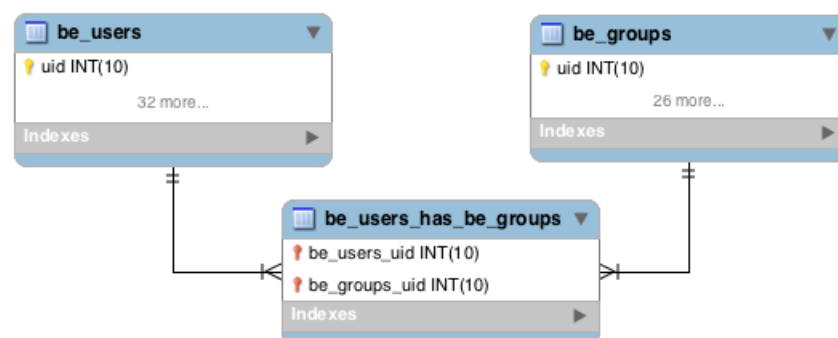 be_users
uid INT(10)
32 more...
Indexes
be_groups
uid INT(10)
26 more...
Indexes
be_users_has_be_groups
be_users_uid INT(10)
be_groups_uid INT(10)
Indexes